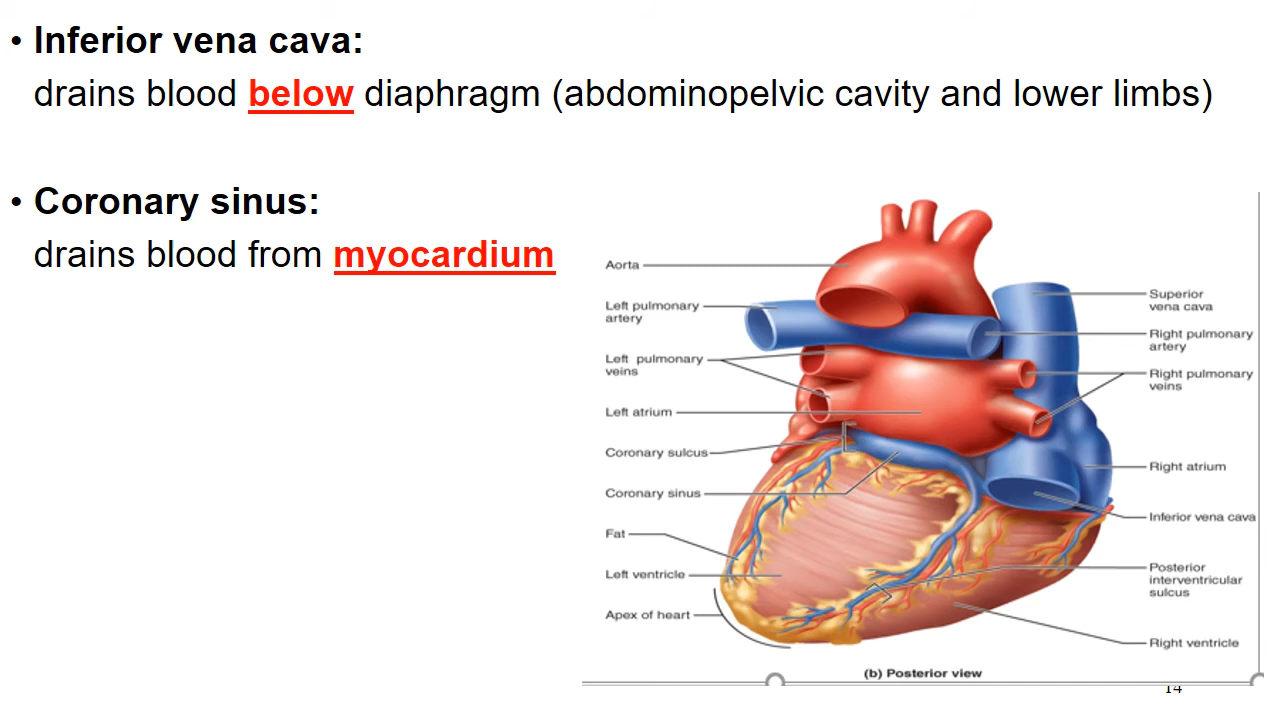 • Inferior vena cava:
drains blood below diaphragm (abdominopelvic cavity and lower limbs)
• Coronary sinus:
drains blood from myocardium
Aorta
Left pulmonary
artery
Left pulmonary
veins
Left atrium
Coronary sulcus
Coronary sinus
Fat
Left ventricle
Apex of heart
Superior
vena cava
Right pulmonary
artery
Right pulmonary
veins
Right atrium
Inferior vena cava
Posterior
interventricular
sulcus
Right ventricle
(b) Posterior view
14